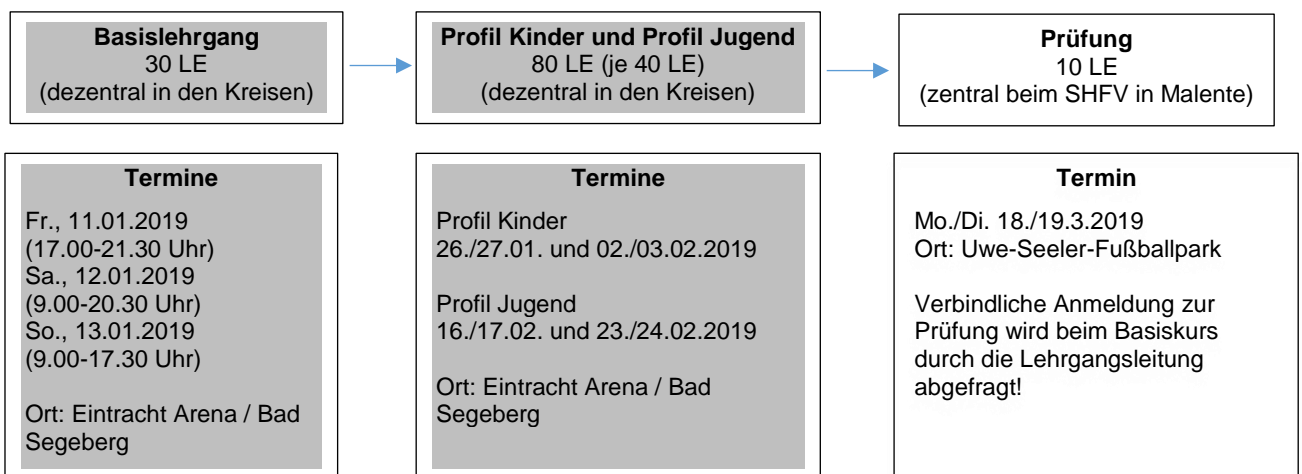 Basislehrgang
30 LE
(dezentral in den Kreisen)
Profil Kinder und Profil Jugend
80 LE (je 40 LE)
(dezentral in den Kreisen)
Prüfung
10 LE
(zentral beim SHFV in Malente)
Termine
Fr., 11.01.2019
(17.00-21.30 Uhr)
Sa., 12.01.2019
(9.00-20.30 Uhr)
So., 13.01.2019
(9.00-17.30 Uhr)
Ort: Eintracht Arena / Bad
Segeberg
Termine
Profil Kinder
26./27.01. und 02./03.02.2019
Profil Jugend
16./17.02. und 23./24.02.2019
Ort: Eintracht Arena / Bad
Segeberg
Termin
Mo./Di. 18./19.3.2019
Ort: Uwe-Seeler-Fußballpark
Verbindliche Anmeldung zur
Prüfung wird beim Basiskurs
durch die Lehrgangsleitung
abgefragt!